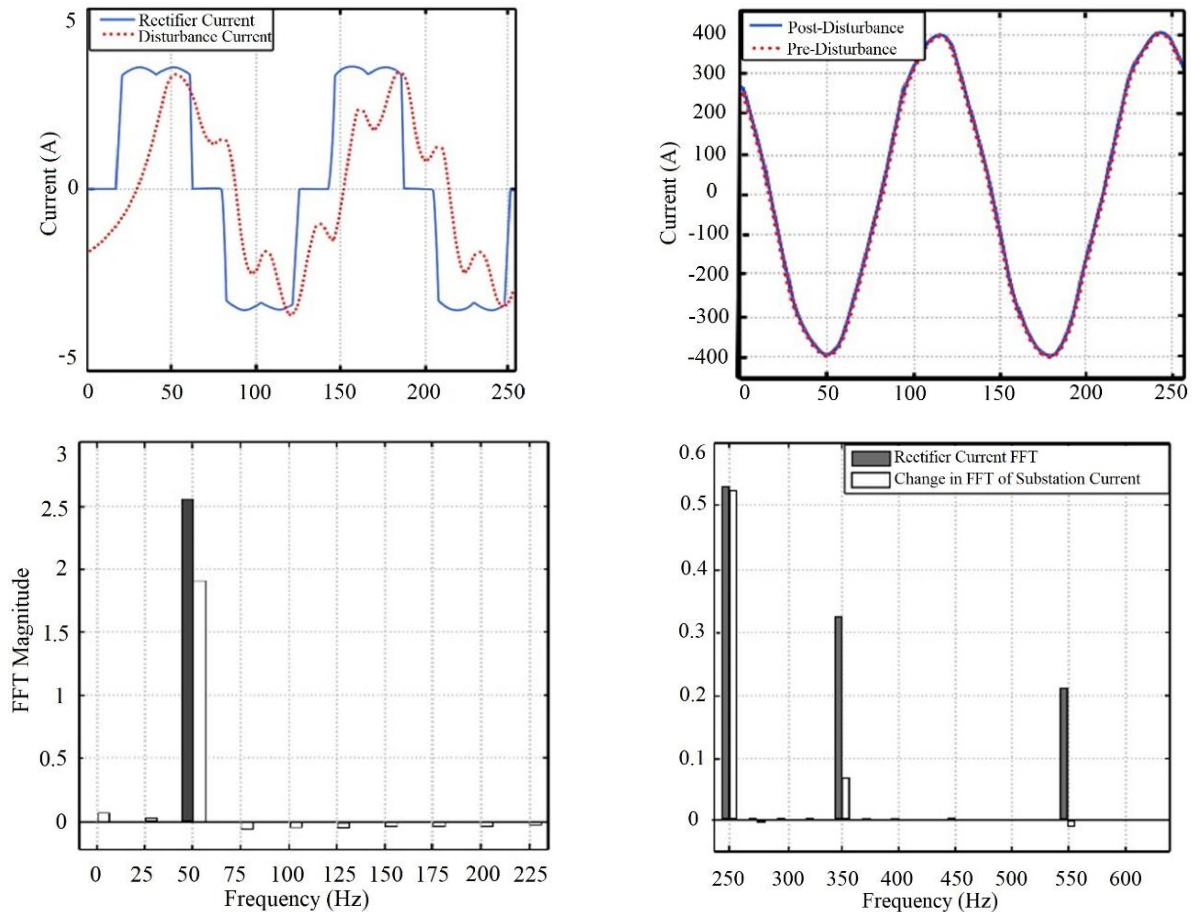 5
Rectifier Current
Disturbance Current
0
-5
Current (A)
0 50 100 150 200 250
Post-Disturbance
Pre-Disturbance
400
300
200
100
0
-100
-200
-300
-400
Current (A)
50 100 150 200 250
3
2.5
2
1.5
1
0.5
0
FFT Magnitude
0 25 50 75 100 125 150 175 200 225
Frequency (Hz)
Rectifier Current FFT
Change in FFT of Substation Current
0.6
0.5
0.4
0.3
0.2
0.1
0
250 300 350 400 450 500 550 600
Frequency (Hz)